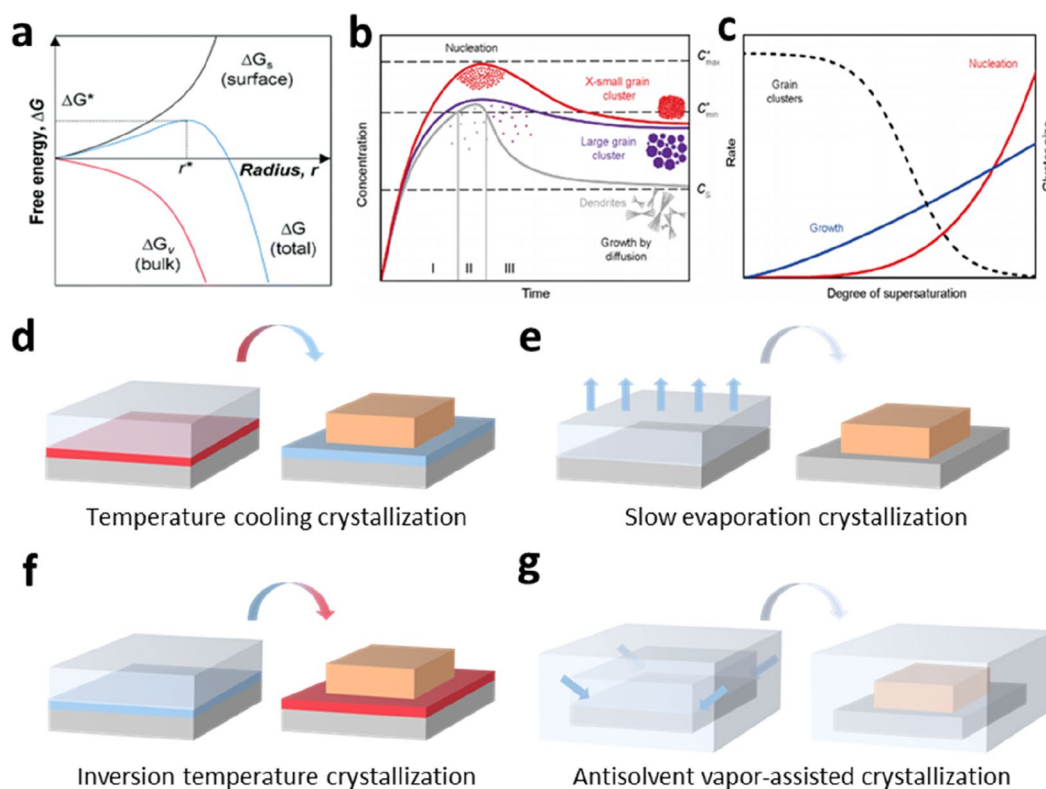 a
Free energy, ΔG
ΔG*
ΔGₛ
(surface)
r*
Radius, r
ΔGᵥ
(bulk)
ΔG
(total)
b
Concentration
Nucleation
C*max
X-small grain
cluster
C*min
Large grain
cluster
Cₛ
Dendrites
Growth by
diffusion
I
II
III
Time
c
Rate
Grain
clusters
Nucleation
Growth
Degree of supersaturation
d
Temperature cooling crystallization
e
Slow evaporation crystallization
f
Inversion temperature crystallization
g
Antisolvent vapor-assisted crystallization